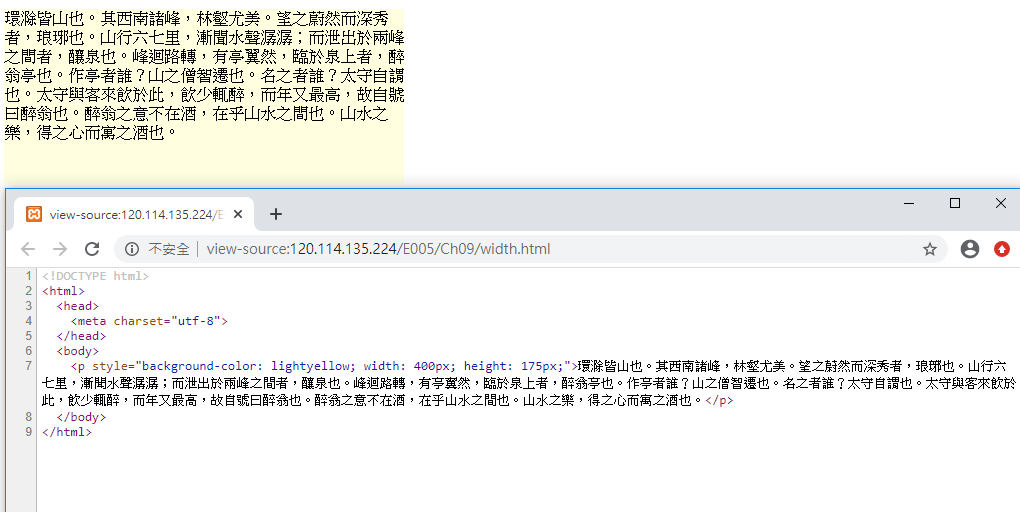 環滁皆山也。其西南諸峰，林壑尤美。望之蔚然而深秀
者，琅琊也。山行六七里，漸聞水聲潺潺；而泄出於兩峰
之間者，釀泉也。峰迴路轉，有亭翼然，臨於泉上者，醉
翁亭也。作亭者誰？山之僧智遷也。名之者誰？太守自謂
也。太守與客來飲於此，飲少輒醉，而年又最高，故自號
曰醉翁也。醉翁之意不在酒，在乎山水之間也。山水之
樂，得之心而寓之酒也。
view-source:120.114.135.224/E
不安全 | view-source:120.114.135.224/E005/Ch09/width.html
1 <!DOCTYPE html>
2 <html>
3 <head>
4 <meta charset="utf-8">
5 </head>
6 <body>
7 <p style="background-color: lightyellow; width: 400px; height: 175px;">環滁皆山也。其西南諸峰，林壑尤美。望之蔚然而深秀者，琅琊也。山行六
七里，漸聞水聲潺潺；而泄出於兩峰之間者，釀泉也。峰迴路轉，有亭翼然，臨於泉上者，醉翁亭也。作亭者誰？山之僧智遷也。名之者誰？太守自謂也。太守與客來飲於
此，飲少輒醉，而年又最高，故自號曰醉翁也。醉翁之意不在酒，在乎山水之間也。山水之樂，得之心而寓之酒也。</p>
8 </body>
9 </html>